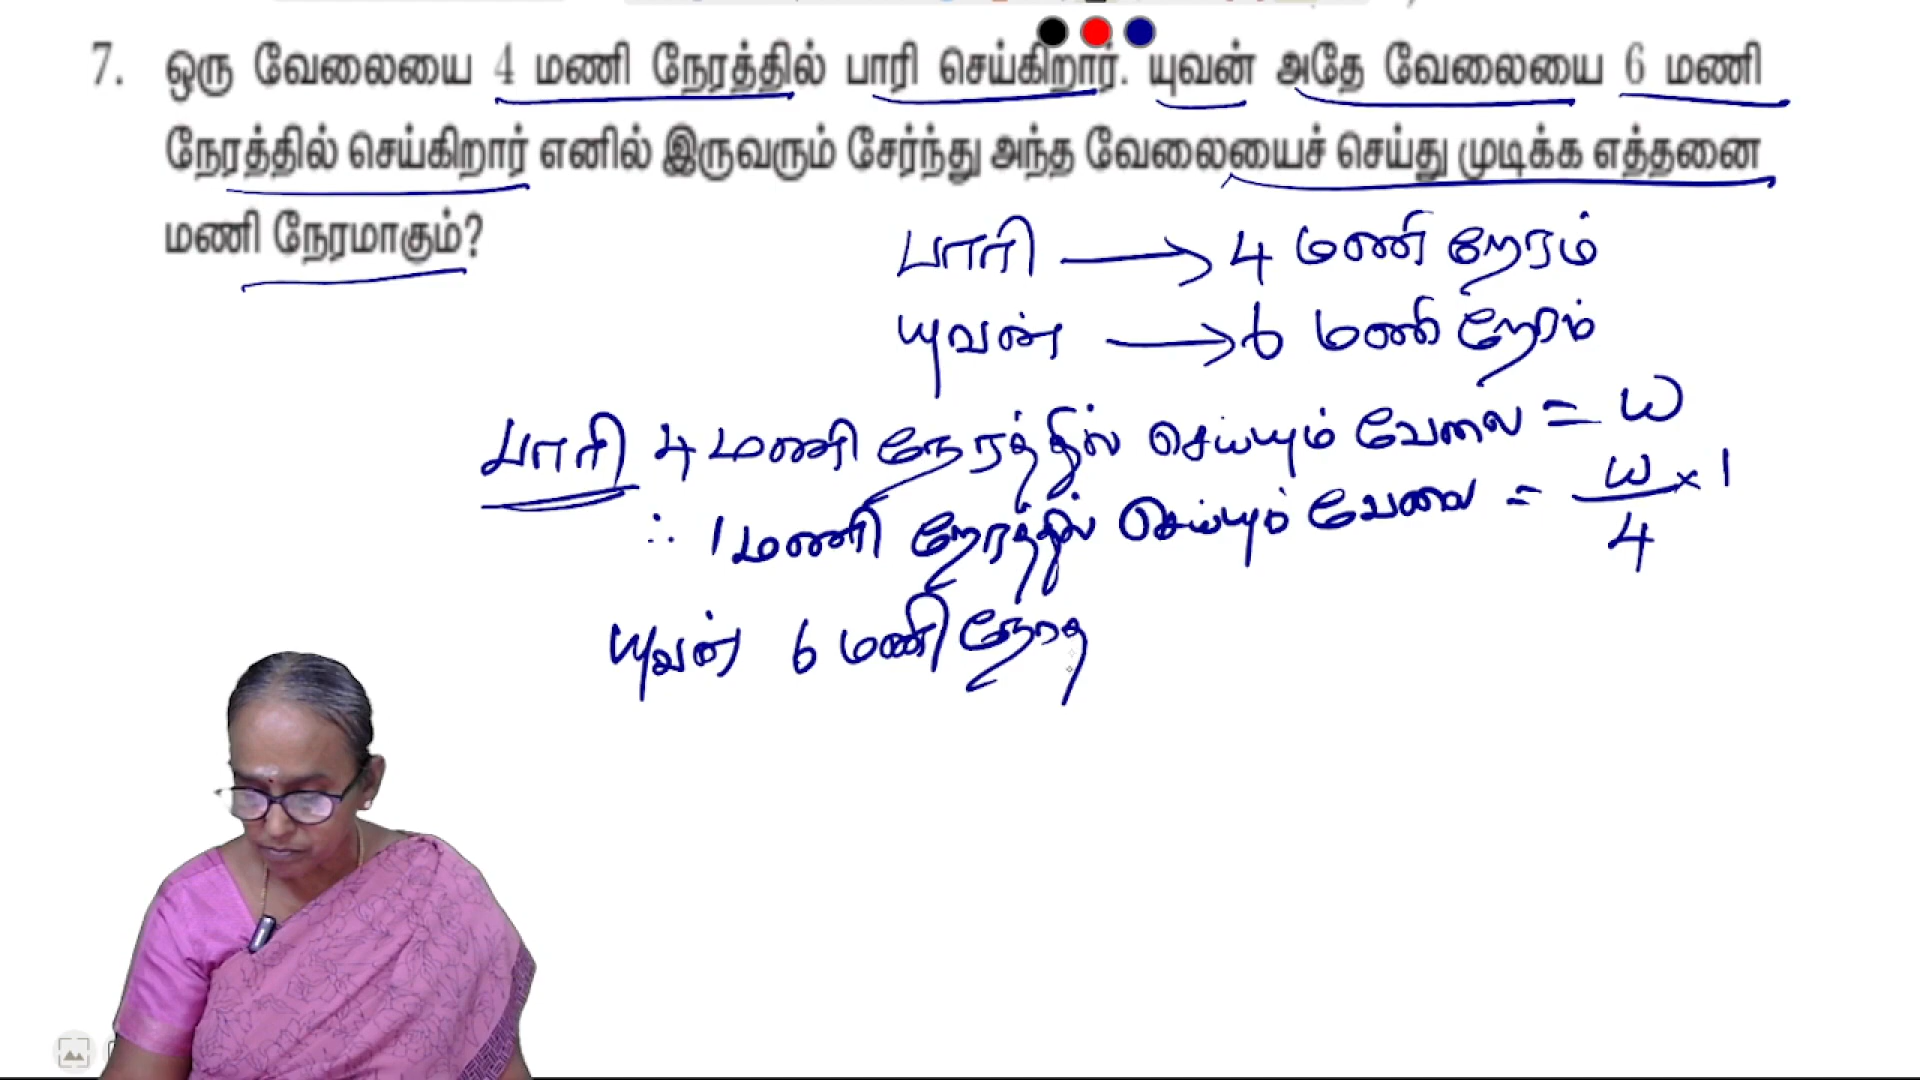 7. ஒரு வேலையை 4 மணி நேரத்தில் பாரி செய்கிறார். யுவன் அதே வேலையை 6 மணி
நேரத்தில் செய்கிறார் எனில் இருவரும் சேர்ந்து அந்த வேலையைச் செய்து முடிக்க எத்தனை
மணி நேரமாகும்?
பாரி → 4 மணி நேரம்
யுவன் → 6 மணி நேரம்
பாரி 4 மணி நேரத்தில் செய்யும் வேலை = w
∴ 1 மணி நேரத்தில் செய்யும் வேலை = w/4 × 1
யுவன் 6 மணி நேரத